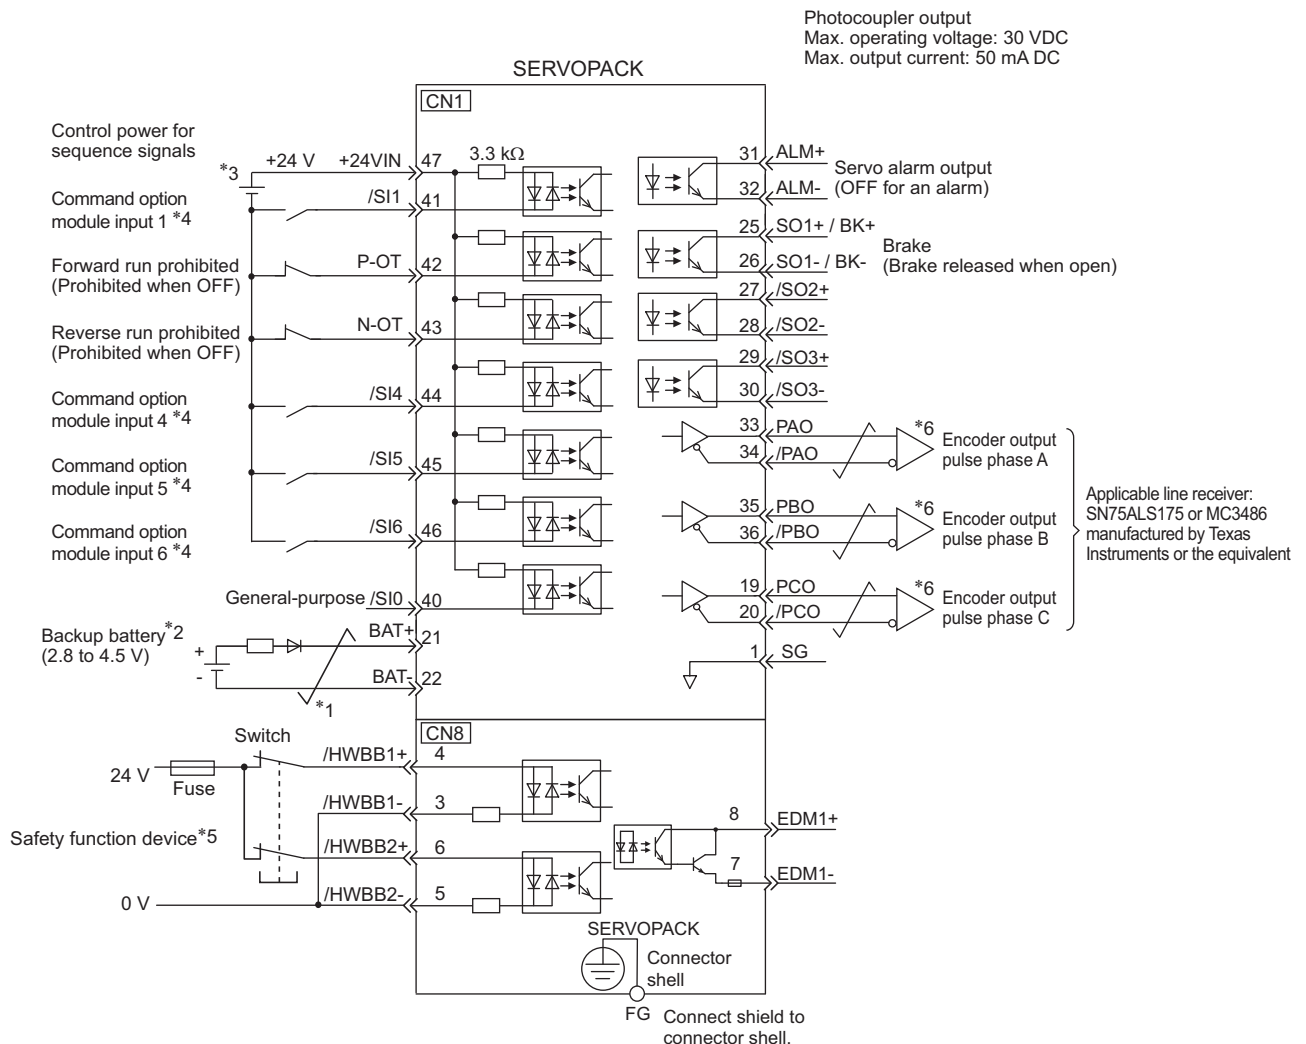 Photocoupler output
Max. operating voltage: 30 VDC
Max. output current: 50 mA DC
SERVOPACK
CN1
Control power for
sequence signals
*3
+24 V
+24VIN
47
3.3 kΩ
31
ALM+
Servo alarm output
(OFF for an alarm)
32
ALM-
Command option
module input 1 *4
/SI1
41
25
SO1+ / BK+
Brake
(Brake released when open)
26
SO1- / BK-
Forward run prohibited
(Prohibited when OFF)
P-OT
42
27
/SO2+
28
/SO2-
Reverse run prohibited
(Prohibited when OFF)
N-OT
43
29
/SO3+
30
/SO3-
Command option
module input 4 *4
/SI4
44
33
PAO
34
/PAO
*6
Encoder output
pulse phase A
Command option
module input 5 *4
/SI5
45
35
PBO
36
/PBO
*6
Encoder output
pulse phase B
Applicable line receiver:
SN75ALS175 or MC3486
manufactured by Texas
Instruments or the equivalent
Command option
module input 6 *4
/SI6
46
19
PCO
20
/PCO
*6
Encoder output
pulse phase C
General-purpose
/SI0
40
Backup battery*2
(2.8 to 4.5 V)
+
-
BAT+
21
BAT-
22
*1
1
SG
CN8
Switch
24 V
Fuse
/HWBB1+
4
/HWBB1-
3
Safety function device*5
/HWBB2+
6
/HWBB2-
5
0 V
8
EDM1+
7
EDM1-
SERVOPACK
Connector
shell
FG
Connect shield to
connector shell.